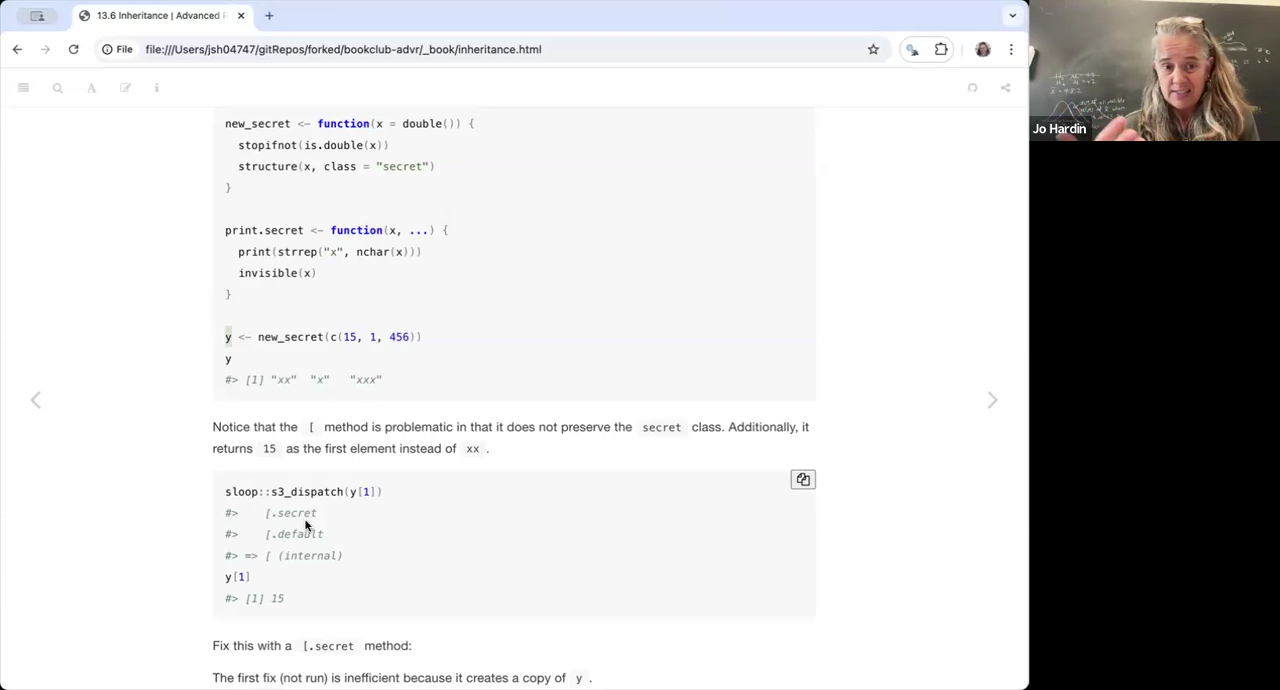 13.6 Inheritance | Advanced R
File
file:///Users/jsh04747/gitRepos/forked/bookclub-advr/_book/inheritance.html
Jo Hardin
new_secret <- function(x = double()) {
stopifnot(is.double(x))
structure(x, class = "secret")
}
print.secret <- function(x, ...) {
print(strrep("x", nchar(x)))
invisible(x)
}
y <- new_secret(c(15, 1, 456))
y
#> [1] "xx" "x" "xxx"
Notice that the [ method is problematic in that it does not preserve the secret class. Additionally, it
returns 15 as the first element instead of xx .
sloop::s3_dispatch(y[1])
#> [.secret
#> [.default
#> => [ (internal)
y[1]
#> [1] 15
Fix this with a [.secret method:
The first fix (not run) is inefficient because it creates a copy of y .